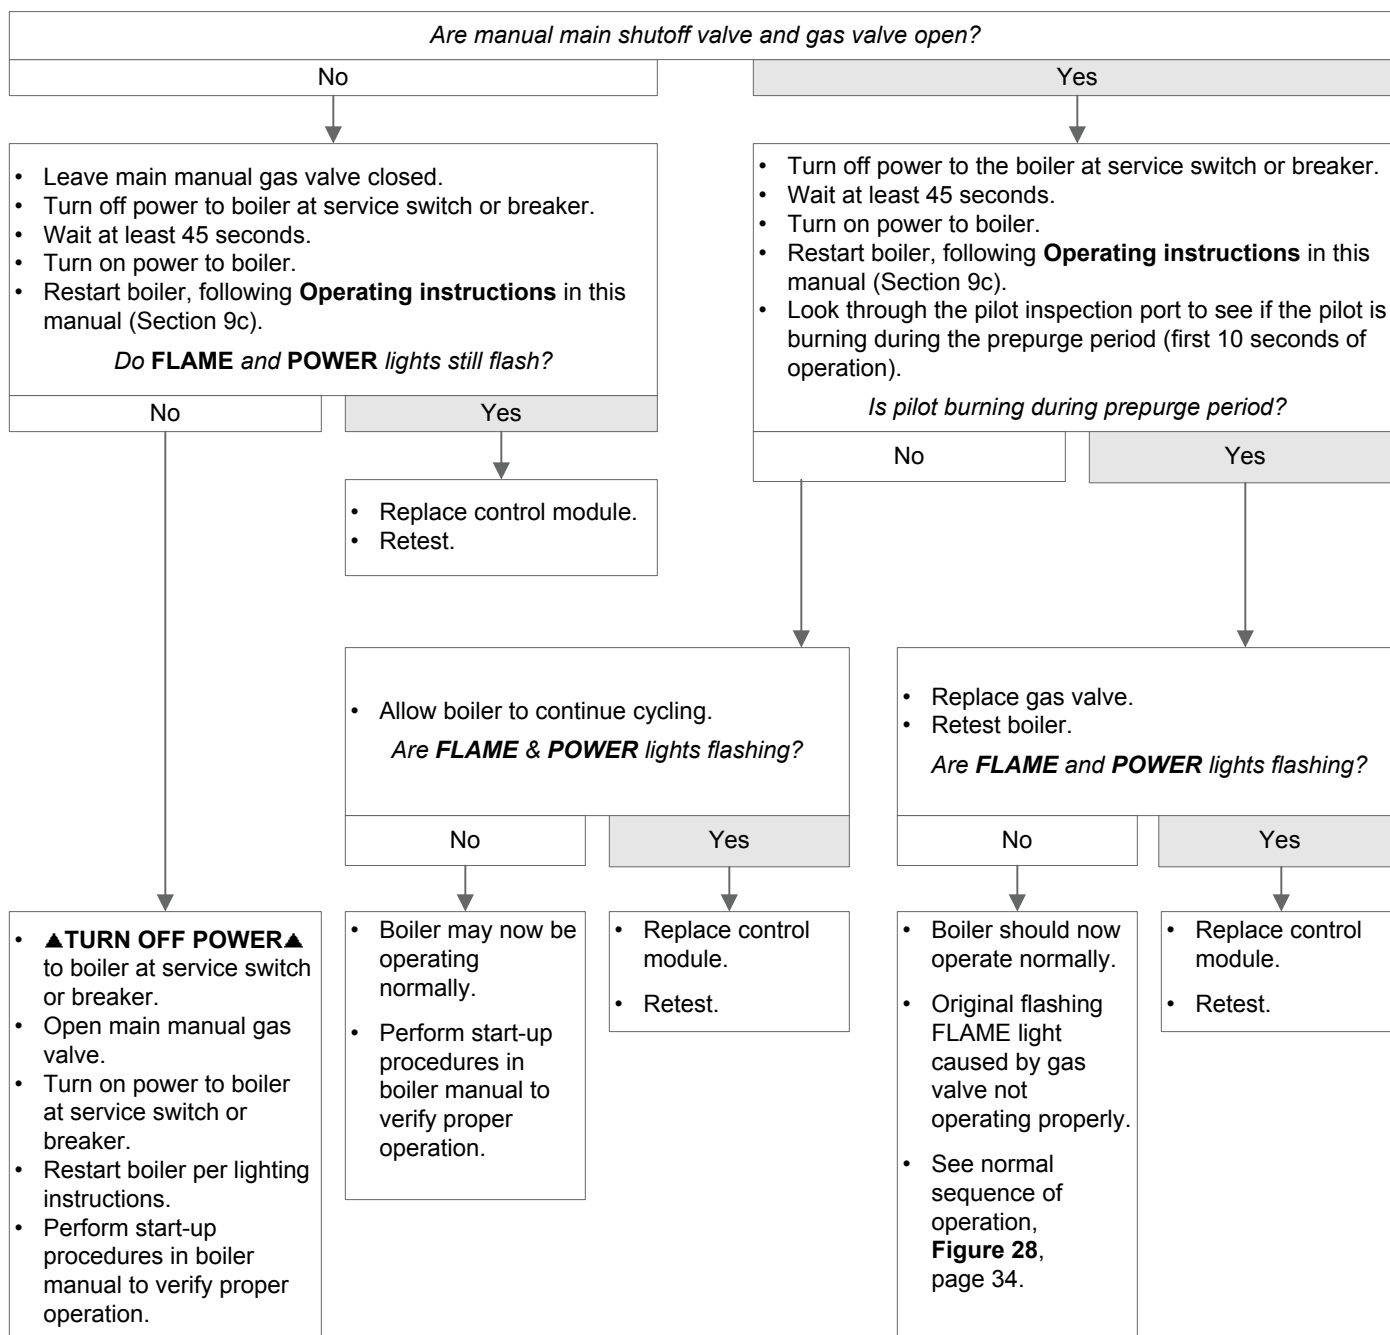 Are manual main shutoff valve and gas valve open?
No
Yes
• Leave main manual gas valve closed.
• Turn off power to boiler at service switch or breaker.
• Wait at least 45 seconds.
• Turn on power to boiler.
• Restart boiler, following Operating instructions in this
manual (Section 9c).
Do FLAME and POWER lights still flash?
No
Yes
• Turn off power to the boiler at service switch or breaker.
• Wait at least 45 seconds.
• Turn on power to boiler.
• Restart boiler, following Operating instructions in this
manual (Section 9c).
• Look through the pilot inspection port to see if the pilot is
burning during the prepurge period (first 10 seconds of
operation).
Is pilot burning during prepurge period?
No
Yes
• Replace control module.
• Retest.
• Allow boiler to continue cycling.
Are FLAME & POWER lights flashing?
No
Yes
• Replace gas valve.
• Retest boiler.
Are FLAME and POWER lights flashing?
No
Yes
• ▲TURN OFF POWER▲
to boiler at service switch
or breaker.
• Open main manual gas
valve.
• Turn on power to boiler
at service switch or
breaker.
• Restart boiler per lighting
instructions.
• Perform start-up
procedures in boiler
manual to verify proper
operation.
• Boiler may now be
operating
normally.
• Perform start-up
procedures in
boiler manual to
verify proper
operation.
• Replace control
module.
• Retest.
• Boiler should now
operate normally.
• Original flashing
FLAME light
caused by gas
valve not
operating properly.
• See normal
sequence of
operation,
Figure 28,
page 34.
• Replace control
module.
• Retest.